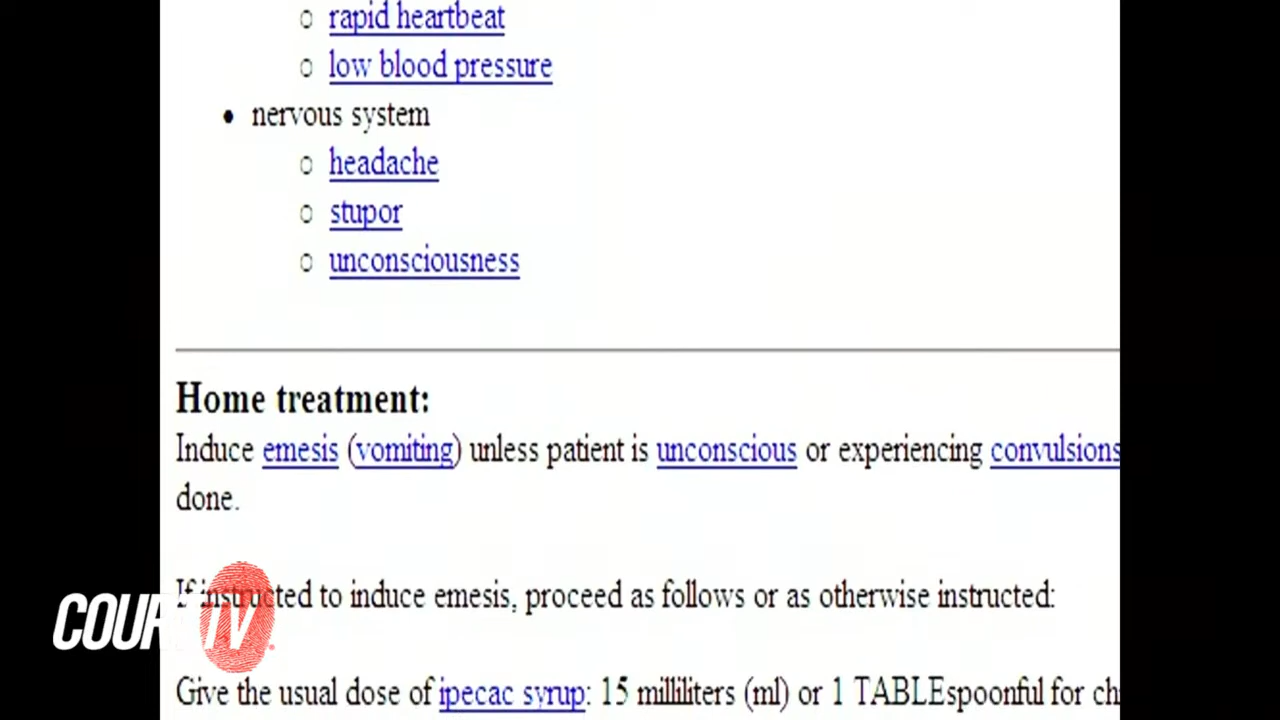 rapid heartbeat
low blood pressure
nervous system
headache
stupor
unconsciousness
Home treatment:
Induce emesis (vomiting) unless patient is unconscious or experiencing convulsions
done.
If instructed to induce emesis, proceed as follows or as otherwise instructed:
COURT TV
Give the usual dose of ipecac syrup: 15 milliliters (ml) or 1 TABLEspoonful for ch